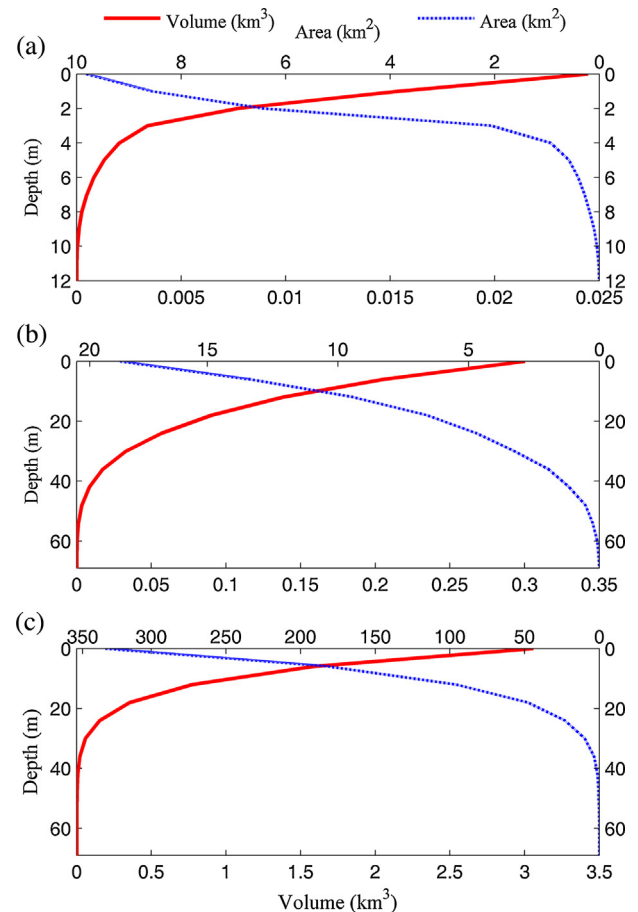 Volume (km³) Area (km²)
Area (km²)
(a)
10 8 6 4 2 0
0 0
2 2
4 4
6 6
8 8
10 10
12 12
Depth (m)
0 0.005 0.01 0.015 0.02 0.025
(b)
20 15 10 5 0
0 0
20 20
40 40
60 60
Depth (m)
0 0.05 0.1 0.15 0.2 0.25 0.3 0.35
(c)
350 300 250 200 150 100 50 0
0 0
20 20
40 40
60 60
Depth (m)
0 0.5 1 1.5 2 2.5 3 3.5
Volume (km³)